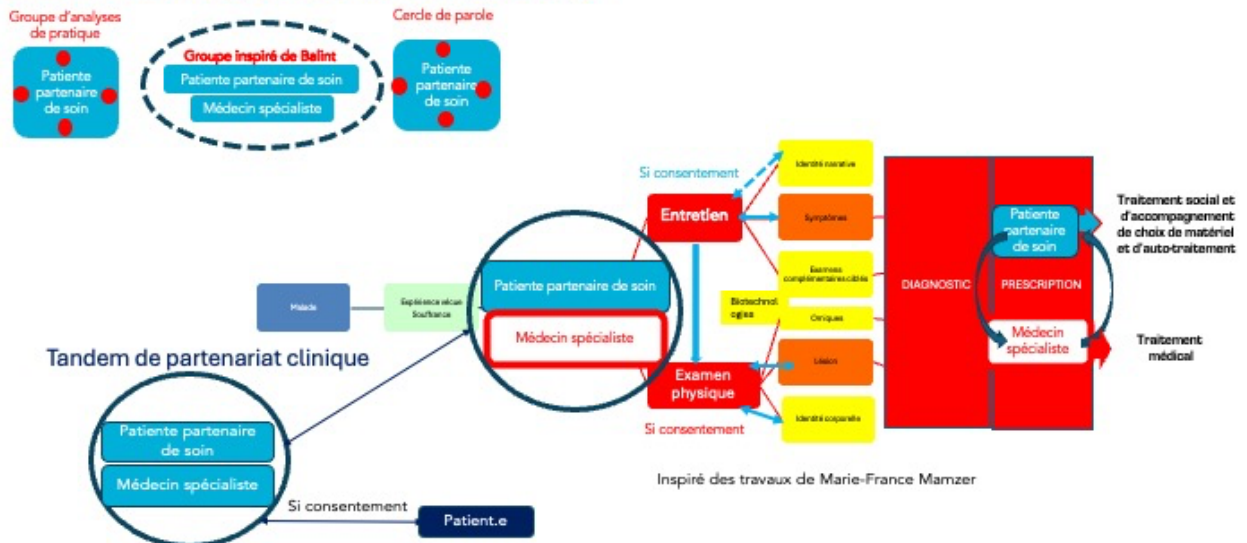 Groupe d'analyses
de pratique
Patiente
partenaire
de soin
Groupe inspiré de Balint
Patiente partenaire de soin
Médecin spécialiste
Cercle de parole
Patiente
partenaire
de soin
Si consentement
Entretien
Identité narrative
Symptômes
Examens
complémentaires ciblés
Biotechnol
ogies
Omiques
Lésion
Identité corporelle
Malade
Expérience vécue
Souffrance
Patiente partenaire de soin
Médecin spécialiste
Examen
physique
Si consentement
DIAGNOSTIC
PRESCRIPTION
Patiente
partenaire
de soin
Médecin
spécialiste
Traitement social et
d'accompagnement
de choix de matériel
et d'auto-traitement
Traitement
médical
Tandem de partenariat clinique
Patiente partenaire
de soin
Médecin spécialiste
Si consentement
Patient.e
Inspiré des travaux de Marie-France Mamzer